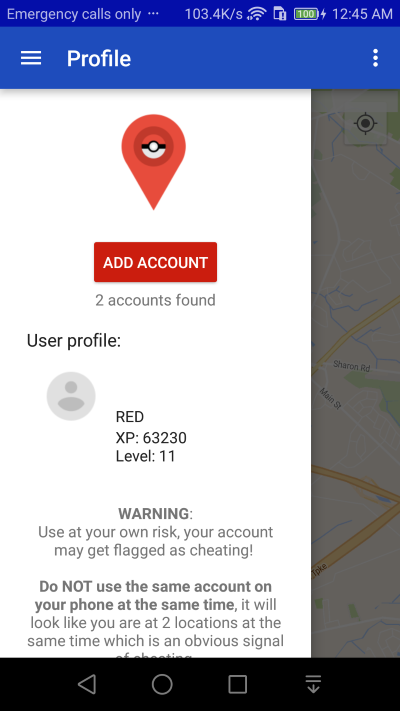 Emergency calls only ··· 103.4K/s 100 12:45 AM
Profile
ADD ACCOUNT
2 accounts found
User profile:
RED
XP: 63230
Level: 11
WARNING:
Use at your own risk, your account
may get flagged as cheating!
Do NOT use the same account on
your phone at the same time, it will
look like you are at 2 locations at the
same time which is an obvious signal
of cheating
Sharon Rd
Main St
Tpke